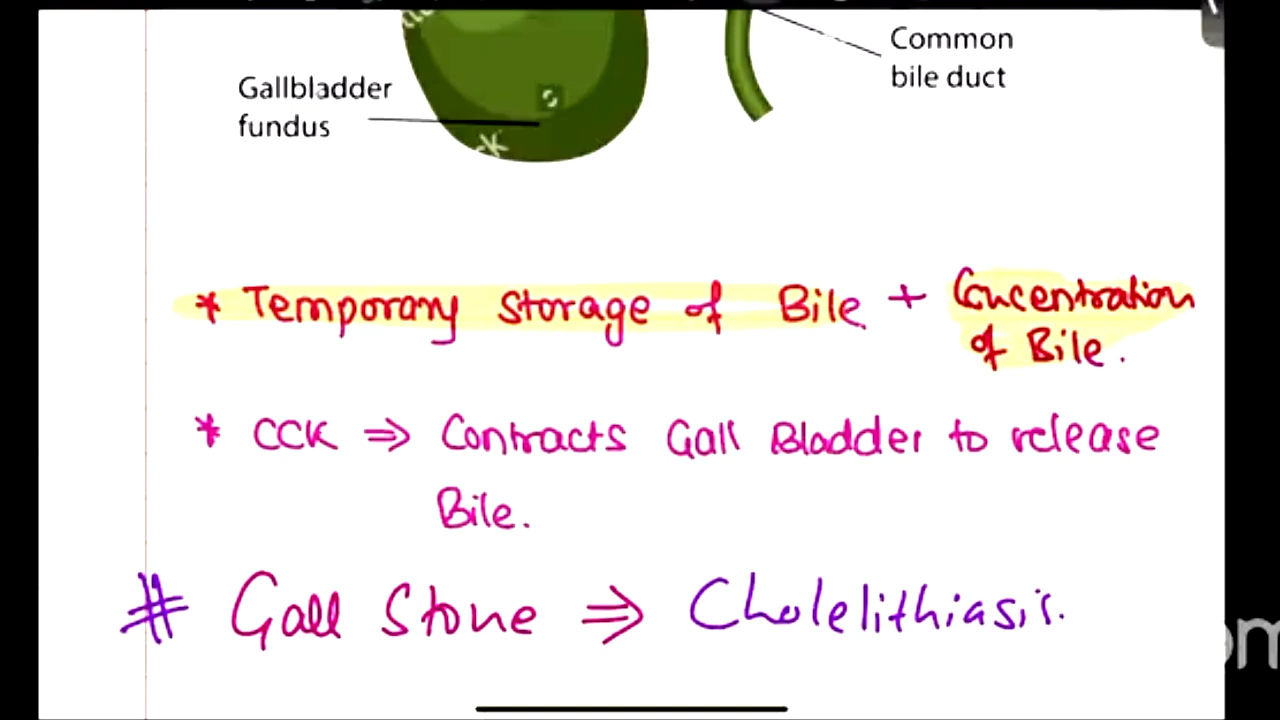 Common
bile duct
Gallbladder
fundus
* Temporary Storage of Bile + Concentration
of Bile.
* CCK ⇒ Contracts Gall Bladder to release
Bile.
# Gall Stone ⇒ Cholelithiasis.
om